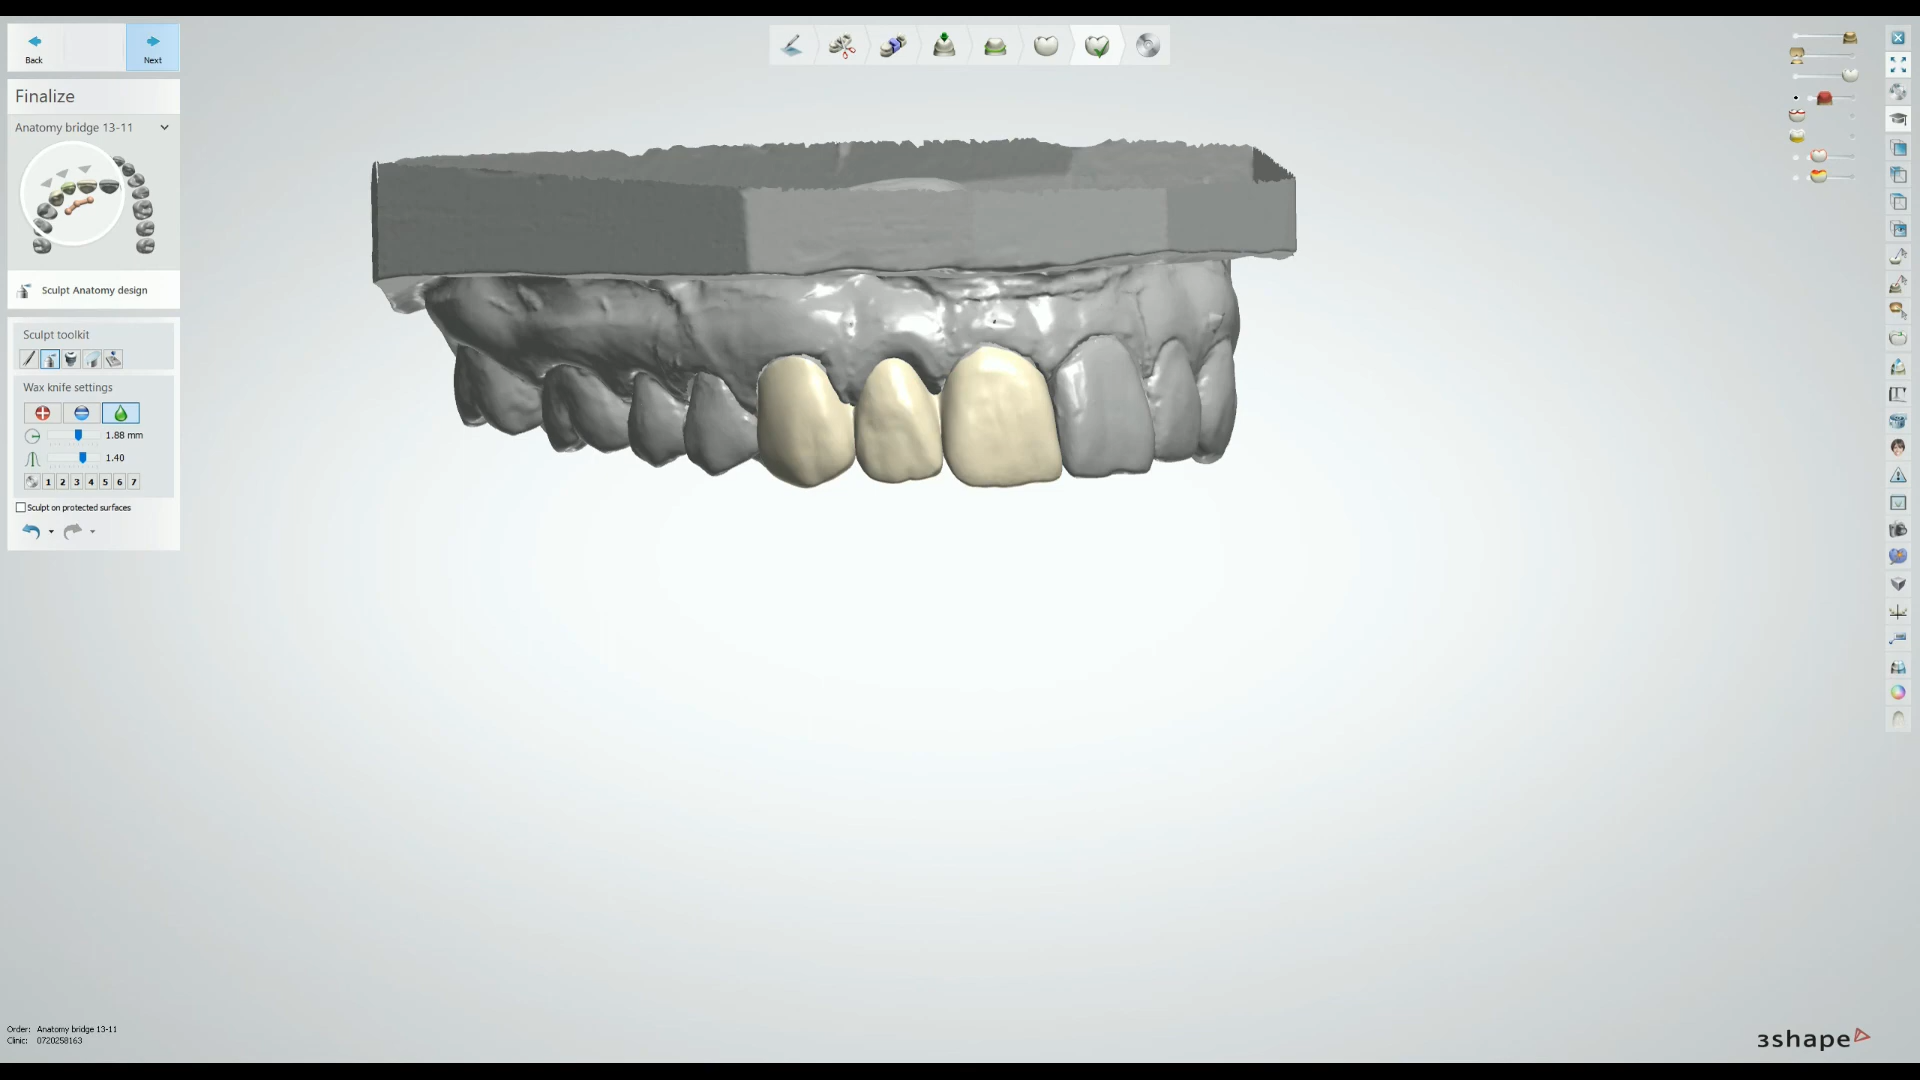 Back
Next
Finalize
Anatomy bridge 13-11
Sculpt Anatomy design
Sculpt toolkit
Wax knife settings
1.88 mm
1.40
1 2 3 4 5 6 7
Sculpt on protected surfaces
Order: Anatomy bridge 13-11
Clinic: 0720258163
3shape